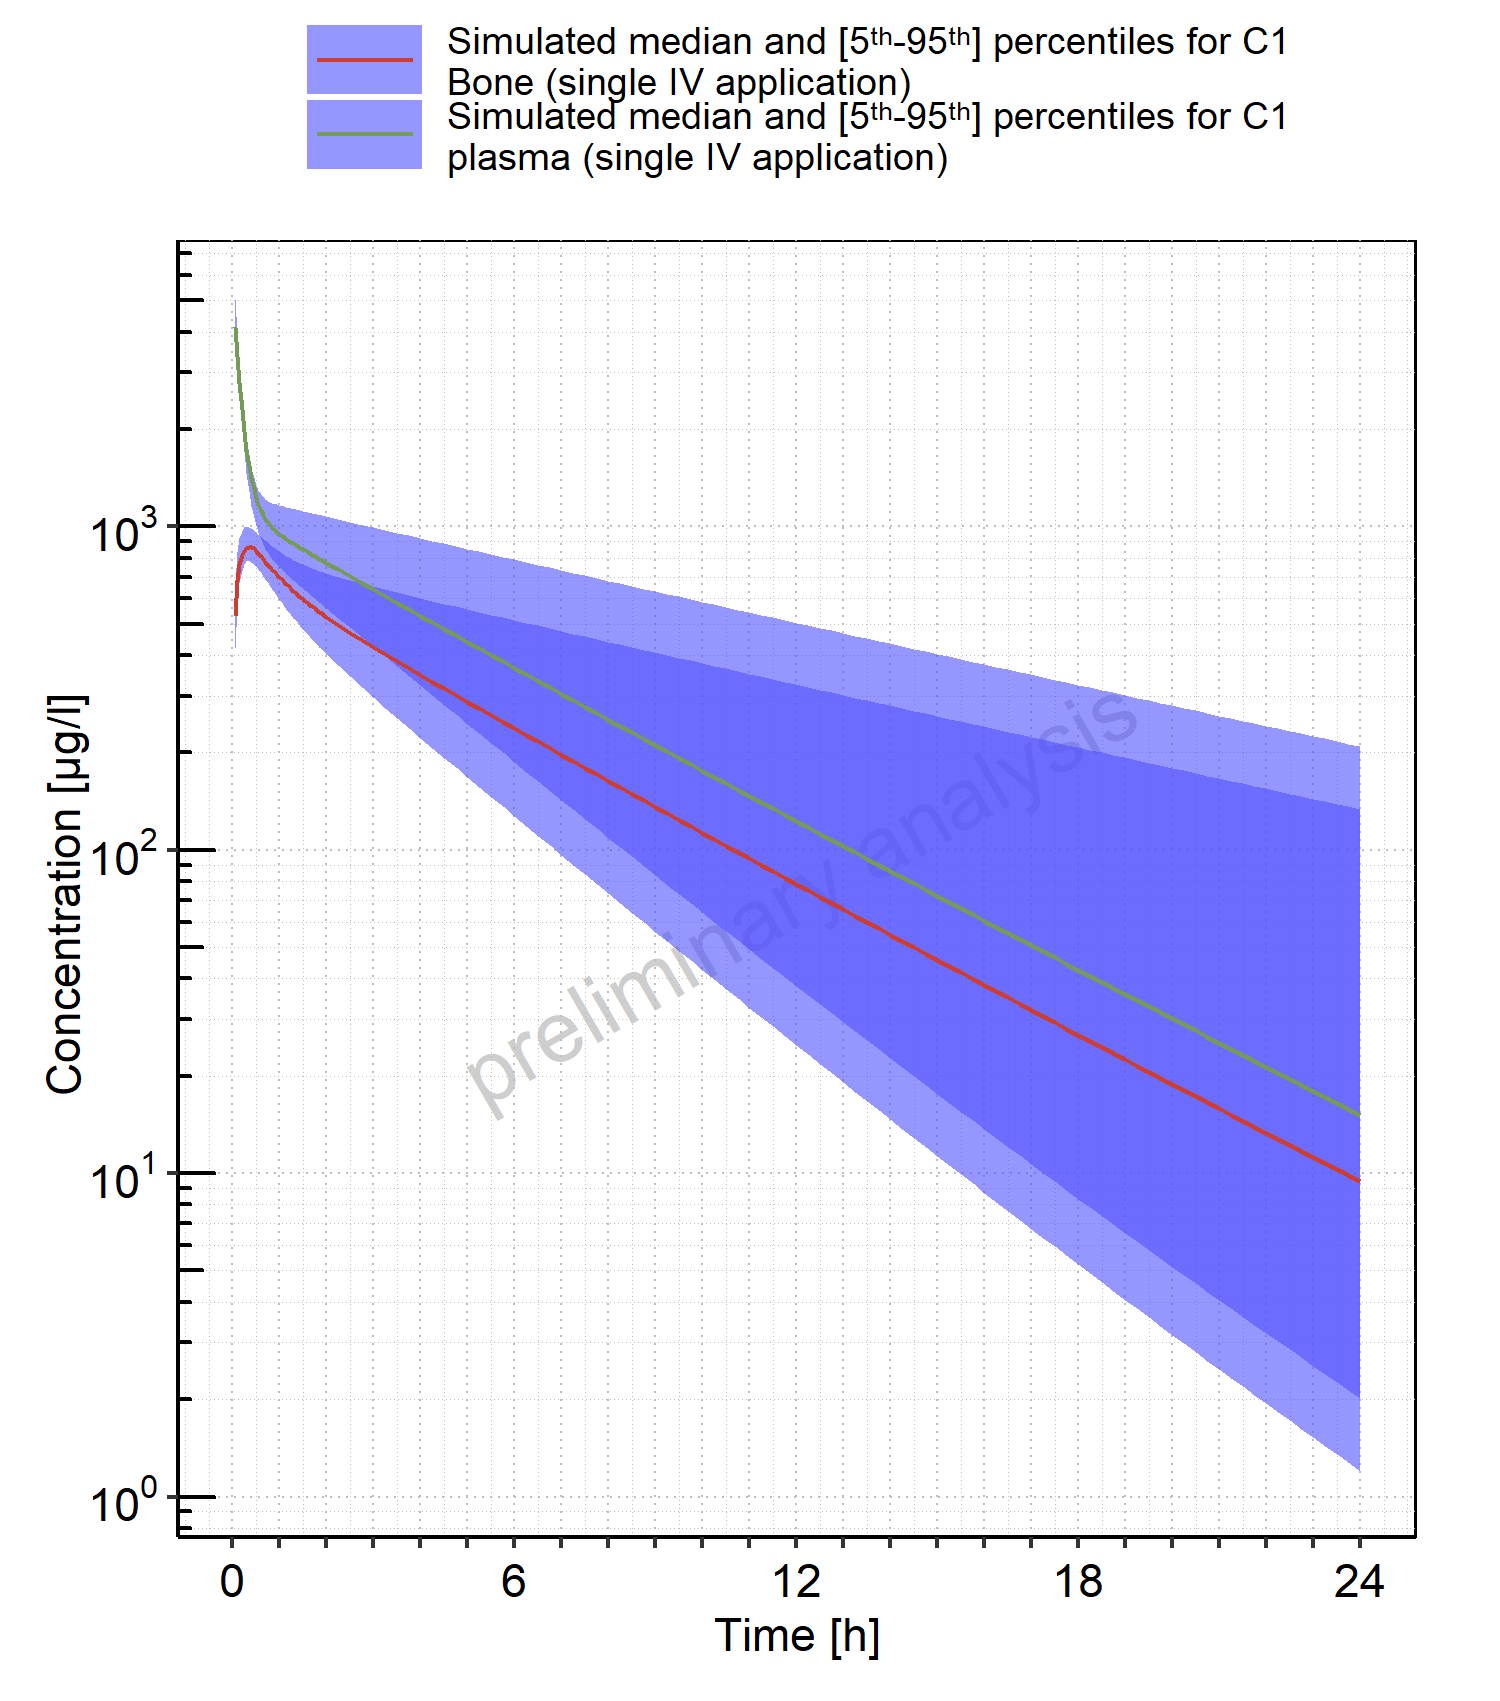 Simulated median and [5ᵗʰ-95ᵗʰ] percentiles for C1
Bone (single IV application)
Simulated median and [5ᵗʰ-95ᵗʰ] percentiles for C1
plasma (single IV application)
10³
10²
10¹
10⁰
Concentration [µg/l]
preliminary analysis
0 6 12 18 24
Time [h]